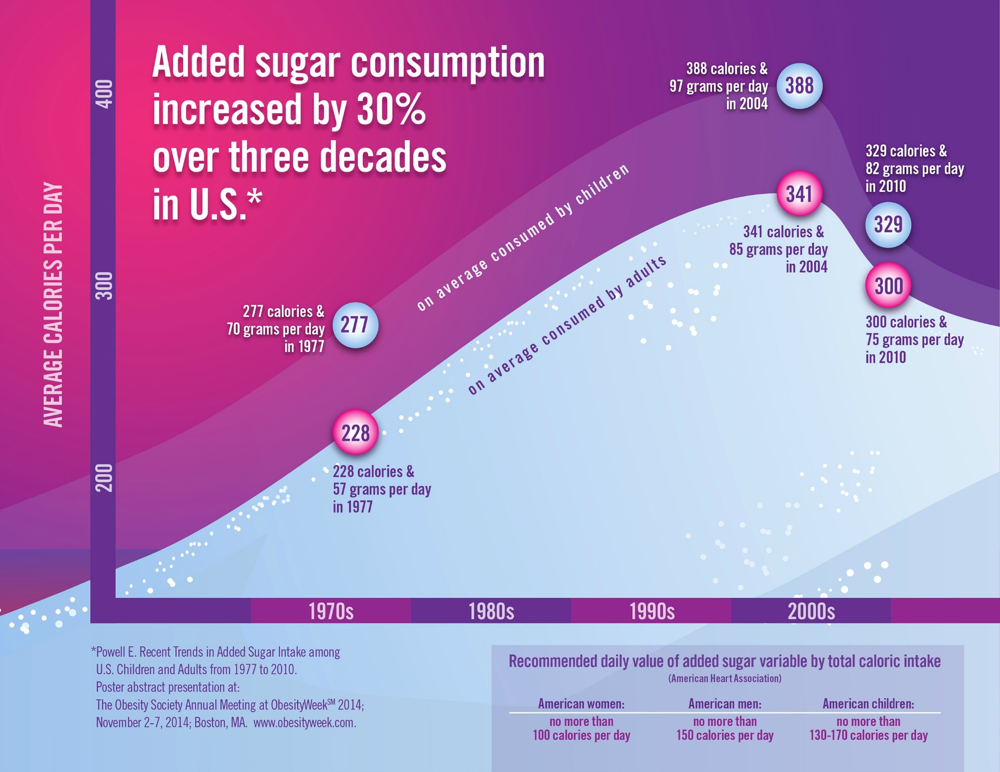 Added sugar consumption
increased by 30%
over three decades
in U.S.*
AVERAGE CALORIES PER DAY
400
300
200
388 calories &
97 grams per day
in 2004
388
329 calories &
82 grams per day
in 2010
329
on average consumed by children
341
341 calories &
85 grams per day
in 2004
300
300 calories &
75 grams per day
in 2010
on average consumed by adults
277 calories &
70 grams per day
in 1977
277
228
228 calories &
57 grams per day
in 1977
1970s
1980s
1990s
2000s
*Powell E. Recent Trends in Added Sugar Intake among
U.S. Children and Adults from 1977 to 2010.
Poster abstract presentation at:
The Obesity Society Annual Meeting at ObesityWeek℠ 2014;
November 2-7, 2014; Boston, MA. www.obesityweek.com.
Recommended daily value of added sugar variable by total caloric intake
(American Heart Association)
American women:
no more than
100 calories per day
American men:
no more than
150 calories per day
American children:
no more than
130-170 calories per day